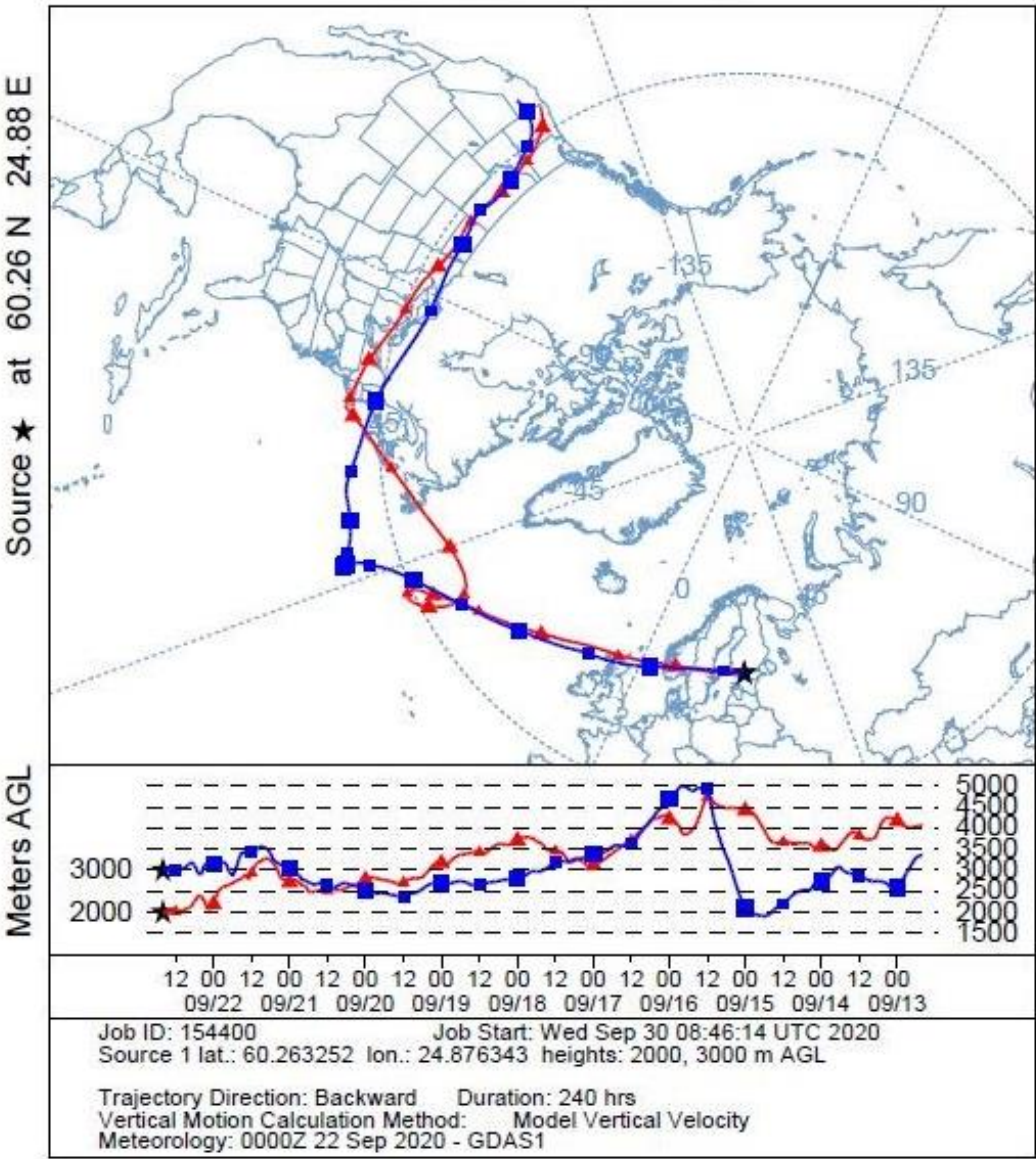 Source ★ at 60.26 N 24.88 E
-135
135
90
-45
90
0
45
Meters AGL
3000
2000
5000
4500
4000
3500
3000
2500
2000
1500
12 00 12 00 12 00 12 00 12 00 12 00 12 00 12 00 12 00 12 00
09/22 09/21 09/20 09/19 09/18 09/17 09/16 09/15 09/14 09/13
Job ID: 154400 Job Start: Wed Sep 30 08:46:14 UTC 2020
Source 1 lat.: 60.263252 lon.: 24.876343 heights: 2000, 3000 m AGL
Trajectory Direction: Backward Duration: 240 hrs
Vertical Motion Calculation Method: Model Vertical Velocity
Meteorology: 0000Z 22 Sep 2020 - GDAS1